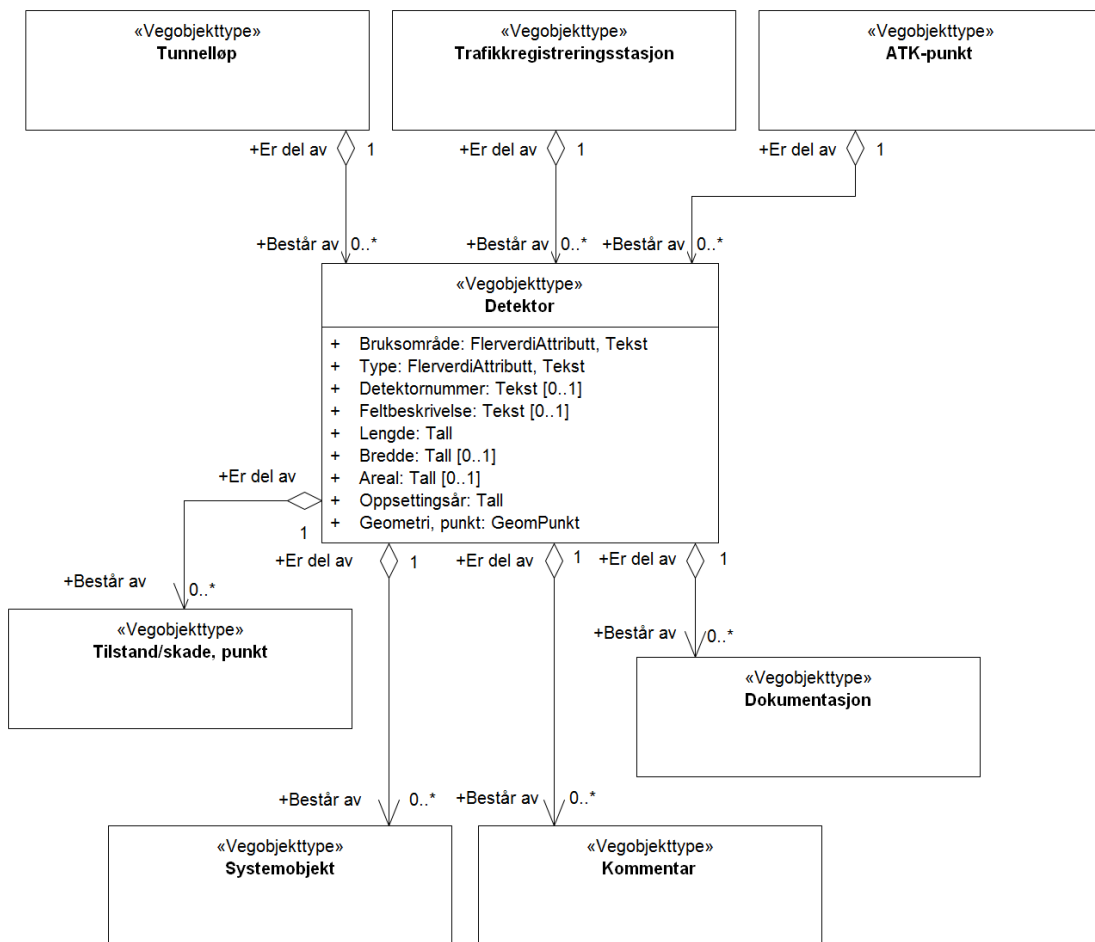 «Vegobjekttype»
Tunnelløp
«Vegobjekttype»
Trafikkregistreringsstasjon
«Vegobjekttype»
ATK-punkt
+Er del av 1
+Er del av 1
+Er del av 1
+Består av 0..*
+Består av 0..*
+Består av 0..*
«Vegobjekttype»
Detektor
+ Bruksområde: FlerverdiAttributt, Tekst
+ Type: FlerverdiAttributt, Tekst
+ Detektornummer: Tekst [0..1]
+ Feltbeskrivelse: Tekst [0..1]
+ Lengde: Tall
+ Bredde: Tall [0..1]
+ Areal: Tall [0..1]
+ Oppsettingsår: Tall
+ Geometri, punkt: GeomPunkt
+Er del av
1
+Er del av 1
+Er del av 1
+Er del av 1
+Består av 0..*
«Vegobjekttype»
Tilstand/skade, punkt
+Består av 0..*
«Vegobjekttype»
Dokumentasjon
+Består av 0..*
+Består av 0..*
«Vegobjekttype»
Systemobjekt
«Vegobjekttype»
Kommentar